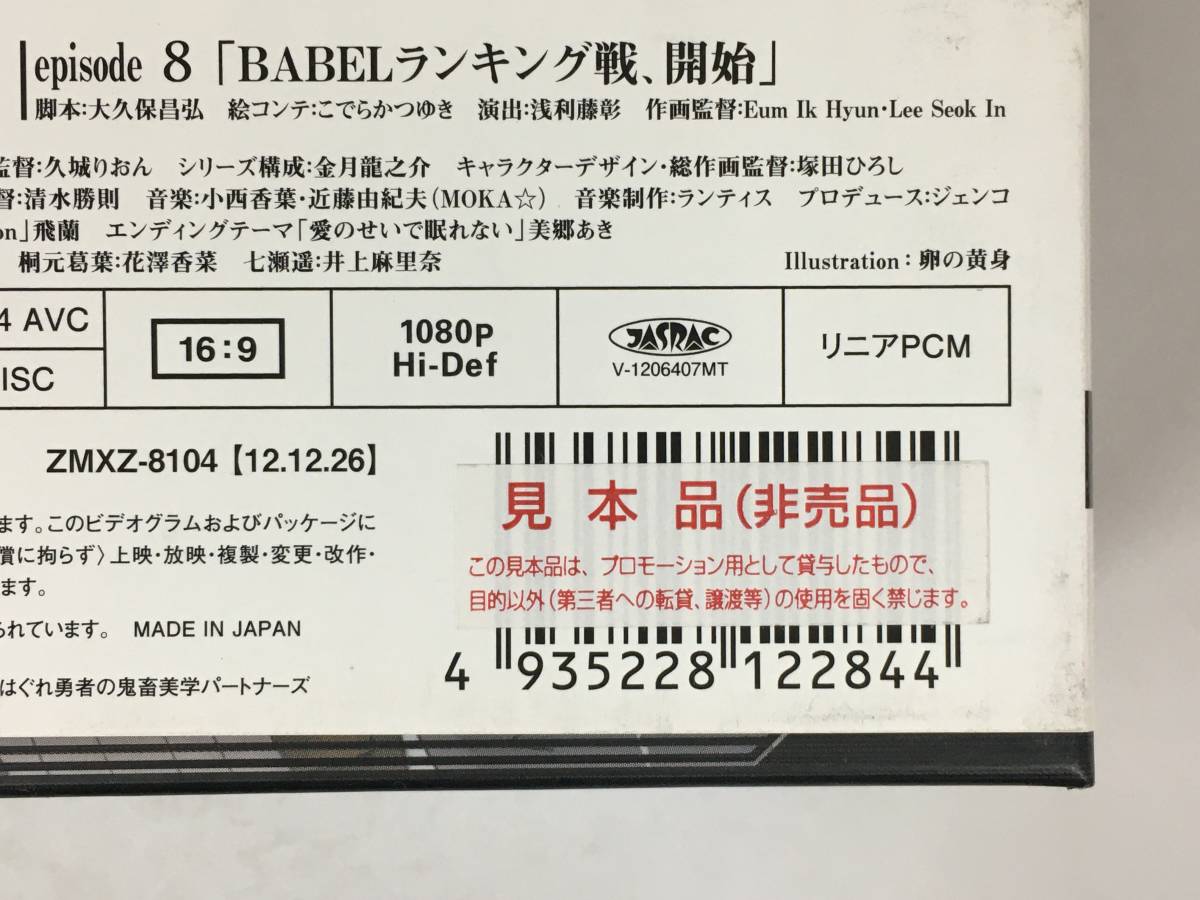 episode 8「BABELランキング戦、開始」
脚本：大久保昌弘　絵コンテ：こでらかつゆき　演出：浅利藤彰　作画監督：Eum Ik Hyun・Lee Seok In
監督：久城りおん　シリーズ構成：金月龍之介　キャラクターデザイン・総作画監督：塚田ひろし
督：清水勝則　音楽：小西香葉・近藤由紀夫（MOKA☆）　音楽制作：ランティス　プロデュース：ジェンコ
on」飛蘭　エンディングテーマ「愛のせいで眠れない」美郷あき
桐元葛葉：花澤香菜　七瀬遥：井上麻里奈
Illustration：卵の黄身
4 AVC
ISC
16：9
1080p
Hi-Def
JASRAC
V-1206407MT
リニアPCM
ZMXZ-8104【12.12.26】
ます。このビデオグラムおよびパッケージに
償に拘らず〉上映・放映・複製・変更・改作・
ます。
られています。　MADE IN JAPAN
はぐれ勇者の鬼畜美学パートナーズ
見本品（非売品）
この見本品は、プロモーション用として貸与したもので、
目的以外（第三者への転貸、譲渡等）の使用を固く禁じます。
4 935228 122844